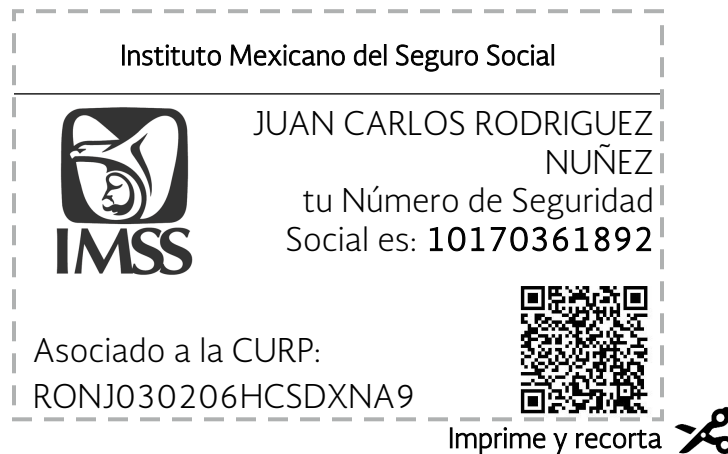 Instituto Mexicano del Seguro Social
JUAN CARLOS RODRIGUEZ
NUÑEZ
tu Número de Seguridad
Social es: 10170361892
IMSS
Asociado a la CURP:
RONJ030206HCSDXNA9
Imprime y recorta